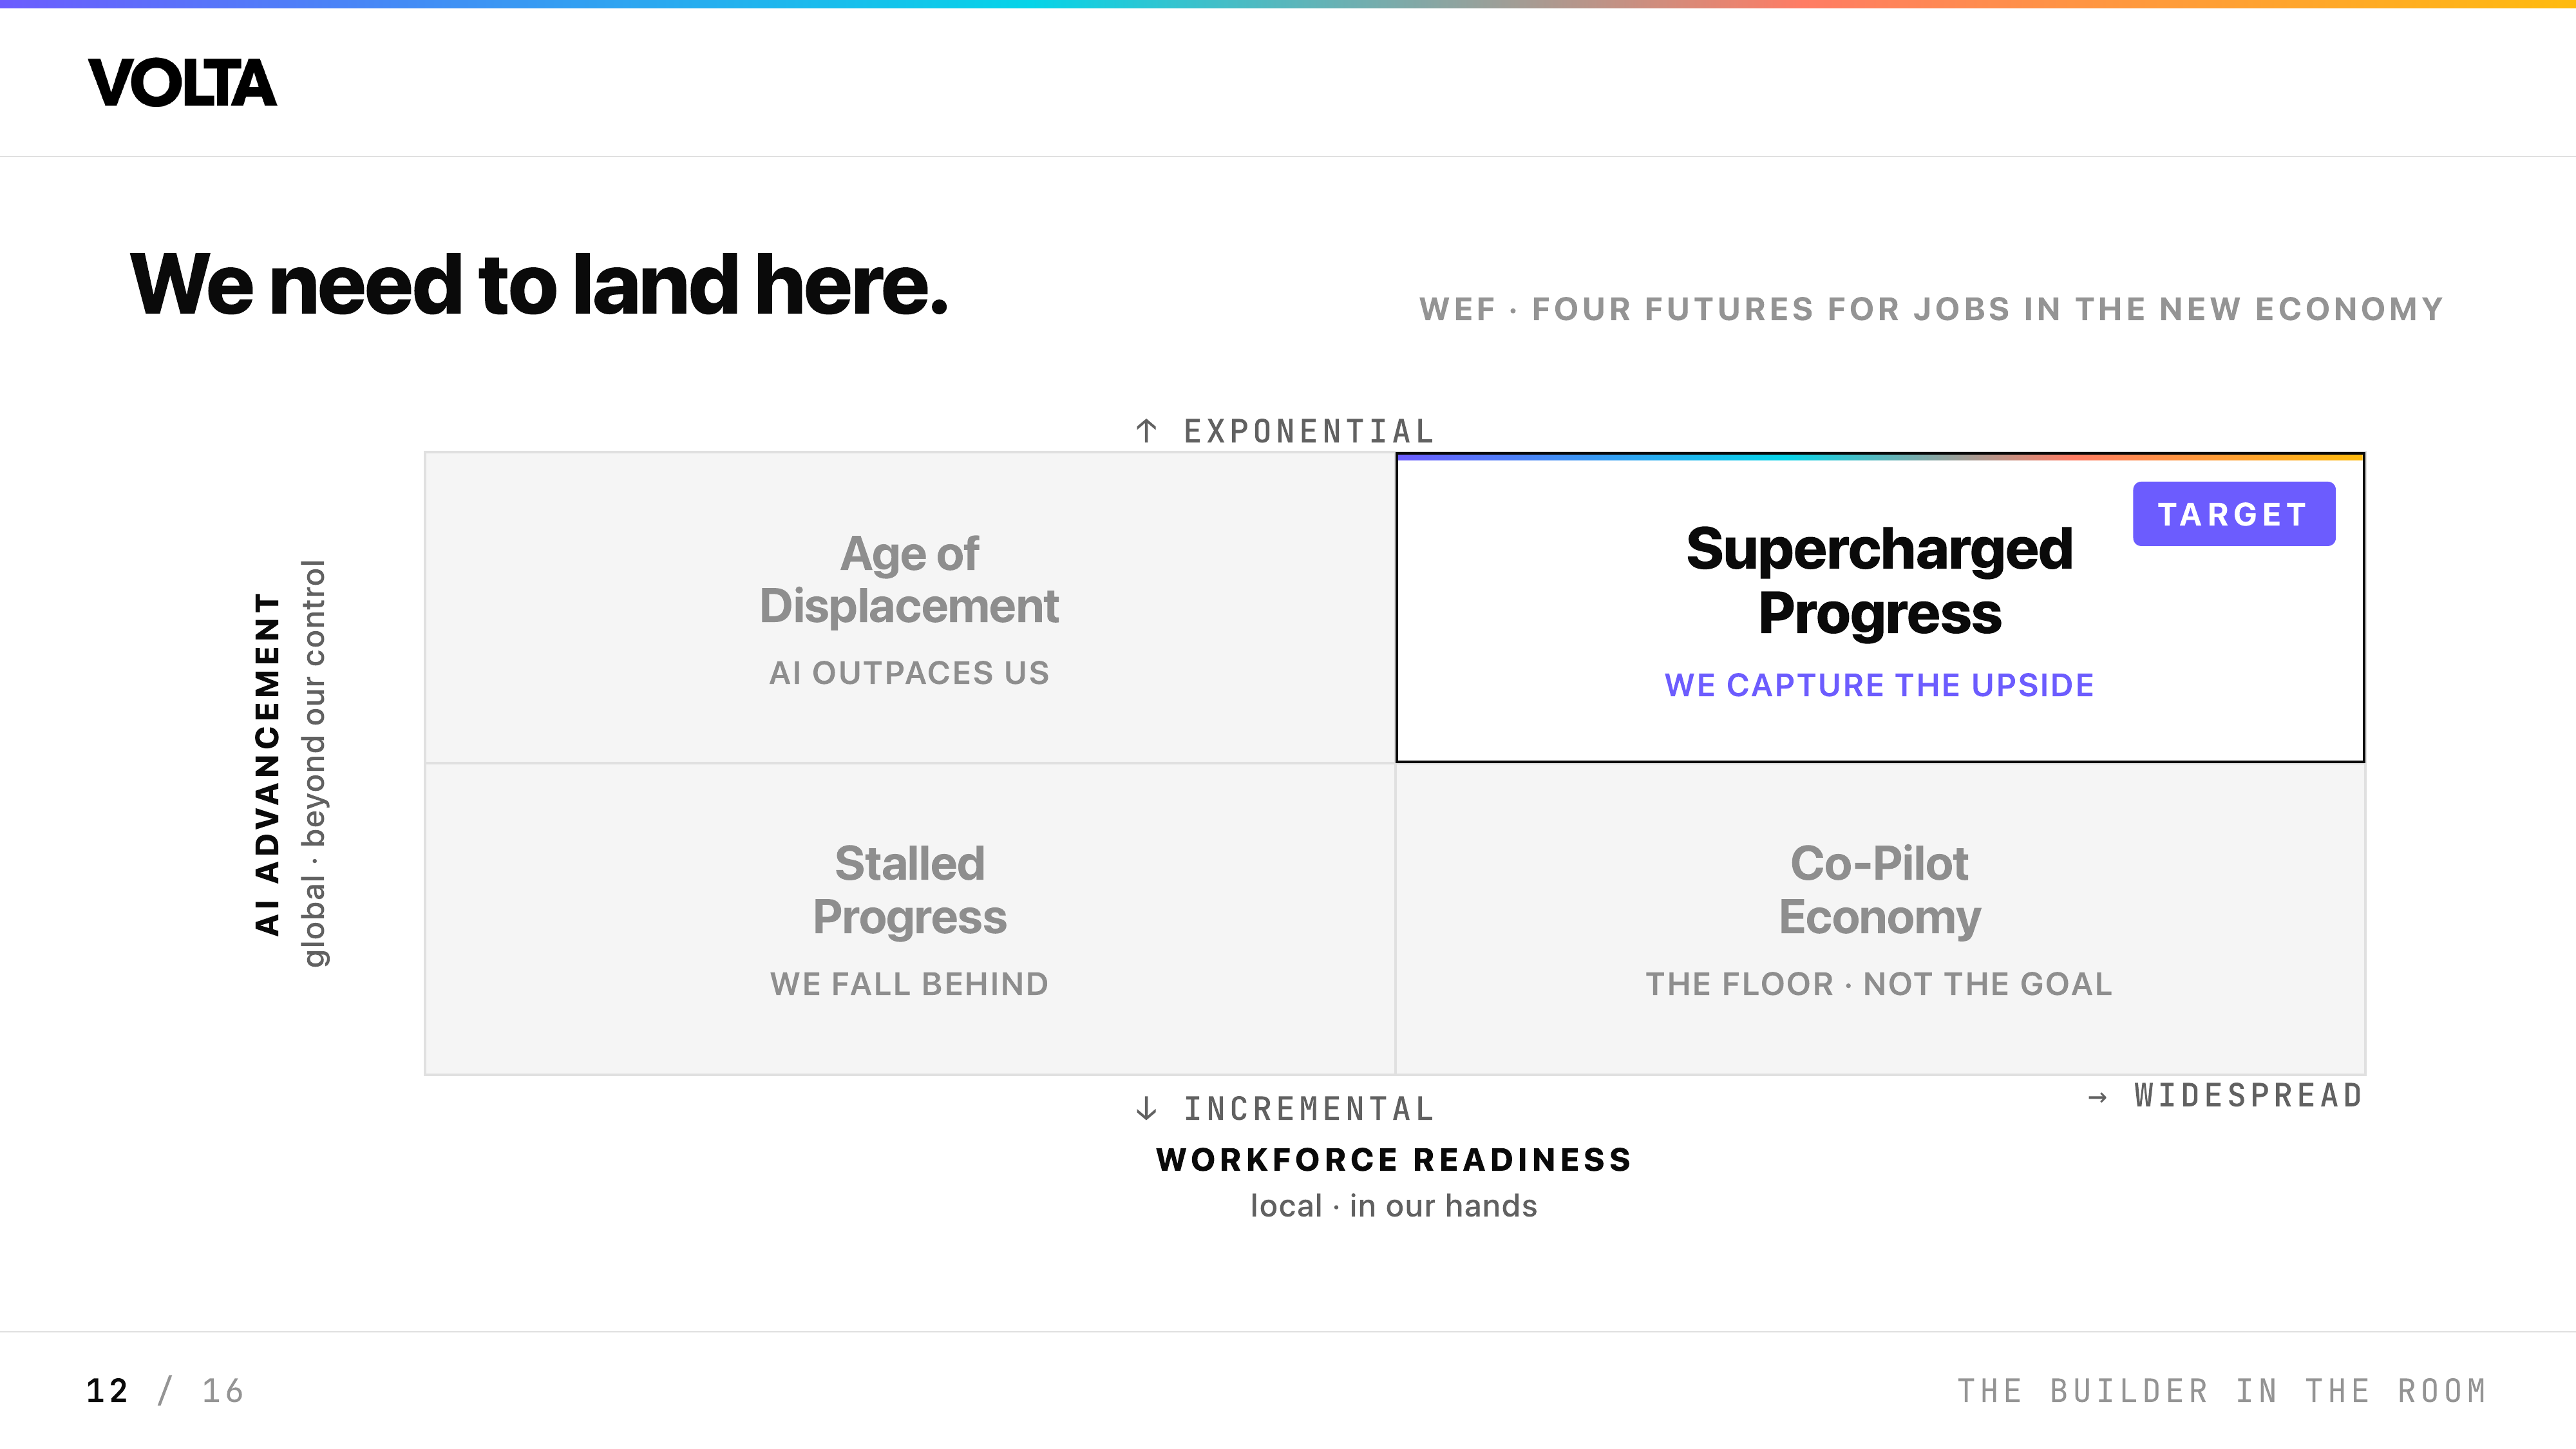 VOLTA
We need to land here.
WEF · FOUR FUTURES FOR JOBS IN THE NEW ECONOMY
↑ EXPONENTIAL
AI ADVANCEMENT
global · beyond our control
Age of
Displacement
AI OUTPACES US
TARGET
Supercharged
Progress
WE CAPTURE THE UPSIDE
Stalled
Progress
WE FALL BEHIND
Co-Pilot
Economy
THE FLOOR · NOT THE GOAL
↓ INCREMENTAL
→ WIDESPREAD
WORKFORCE READINESS
local · in our hands
12 / 16
THE BUILDER IN THE ROOM